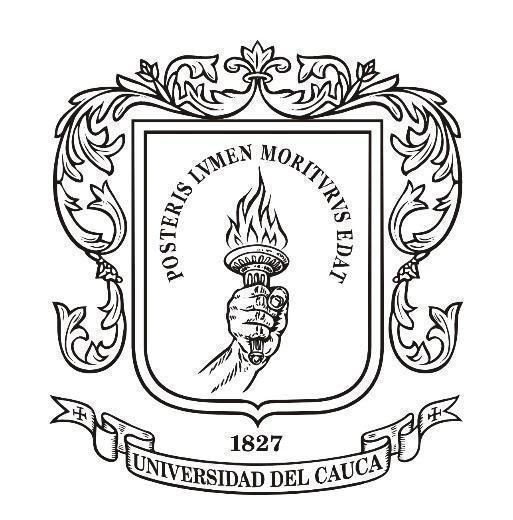 POSTERIS LVMEN MORITVRVS EDAT
1827
UNIVERSIDAD DEL CAUCA